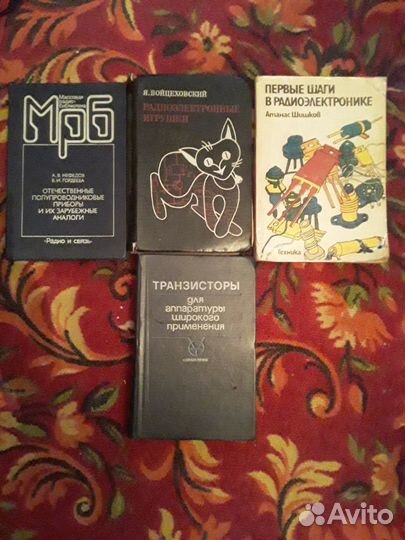 Массовая
радио-
библиотека
Мрб
А. В. НЕФЕДОВ
В. И. ГОРДЕЕВА
ОТЕЧЕСТВЕННЫЕ
ПОЛУПРОВОДНИКОВЫЕ
ПРИБОРЫ
И ИХ ЗАРУБЕЖНЫЕ
АНАЛОГИ
«Радио и связь»
Я. ВОЙЦЕХОВСКИЙ
РАДИОЭЛЕКТРОННЫЕ
ИГРУШКИ
ПЕРВЫЕ ШАГИ
В РАДИОЭЛЕКТРОНИКЕ
Атанас Шишков
Техника
ТРАНЗИСТОРЫ
для
аппаратуры
широкого
применения
Avito